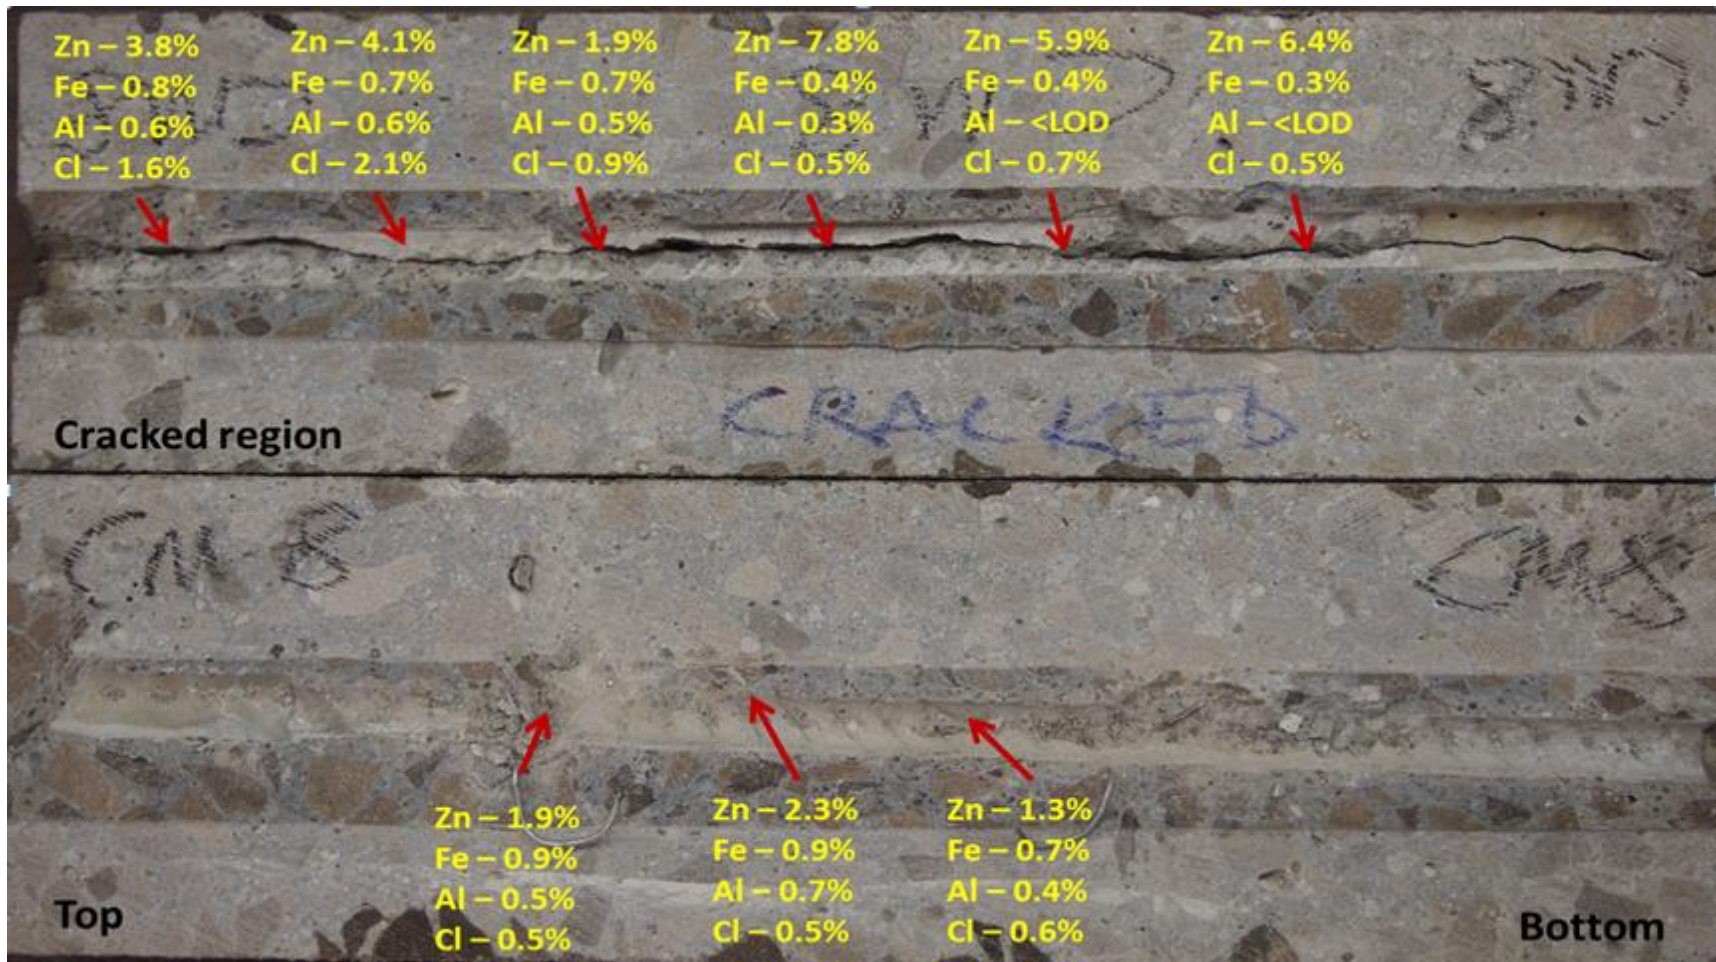 Zn – 3.8%
Fe – 0.8%
Al – 0.6%
Cl – 1.6%
Zn – 4.1%
Fe – 0.7%
Al – 0.6%
Cl – 2.1%
Zn – 1.9%
Fe – 0.7%
Al – 0.5%
Cl – 0.9%
Zn – 7.8%
Fe – 0.4%
Al – 0.3%
Cl – 0.5%
Zn – 5.9%
Fe – 0.4%
Al – <LOD
Cl – 0.7%
Zn – 6.4%
Fe – 0.3%
Al – <LOD
Cl – 0.5%
Cracked region
CRACKED
CM 8
CM8
Zn – 1.9%
Fe – 0.9%
Al – 0.5%
Cl – 0.5%
Zn – 2.3%
Fe – 0.9%
Al – 0.7%
Cl – 0.5%
Zn – 1.3%
Fe – 0.7%
Al – 0.4%
Cl – 0.6%
Top
Bottom